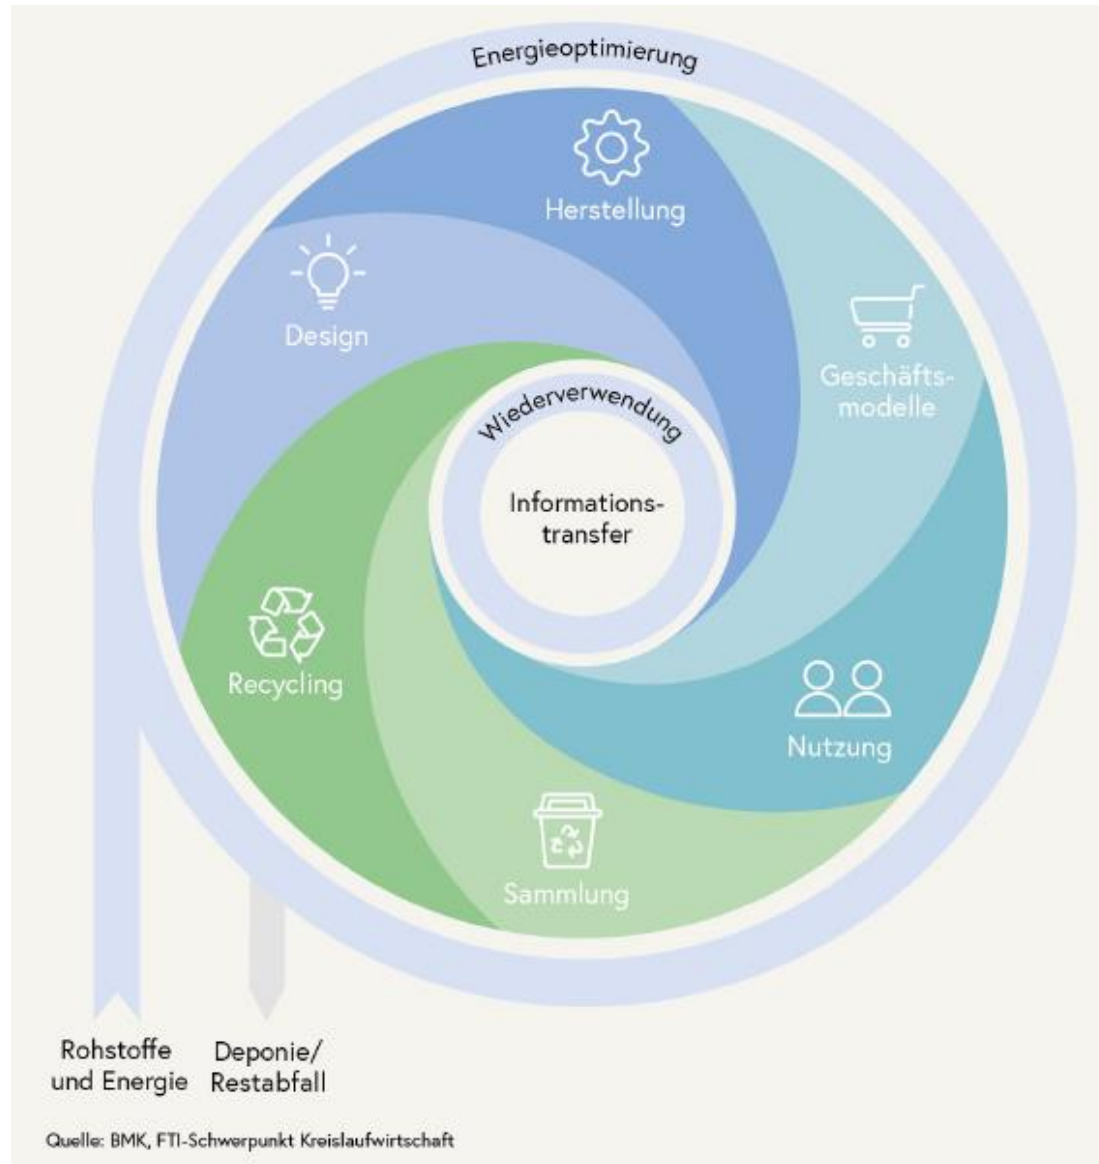 Energieoptimierung
Herstellung
Design
Geschäfts-
modelle
Wiederverwendung
Informations-
transfer
Recycling
Nutzung
Sammlung
Rohstoffe
und Energie
Deponie/
Restabfall
Quelle: BMK, FTI-Schwerpunkt Kreislaufwirtschaft